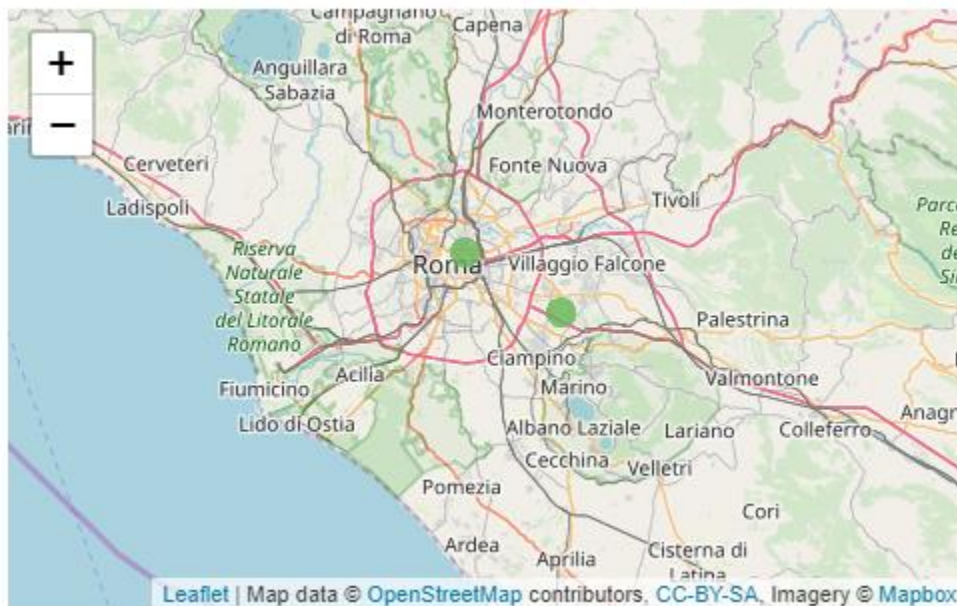 Campagnano
di Roma
Capena
+
−
Anguillara
Sabazia
Monterotondo
Cerveteri
Fonte Nuova
Tivoli
Ladispoli
Riserva
Naturale
Statale
del Litorale
Romano
Roma
Villaggio Falcone
Palestrina
Ciampino
Fiumicino
Acilia
Marino
Valmontone
Lido di Ostia
Albano Laziale
Lariano
Colleferro
Cecchina
Velletri
Pomezia
Cori
Ardea
Aprilia
Cisterna di
Latina
Leaflet | Map data © OpenStreetMap contributors, CC-BY-SA, Imagery © Mapbox